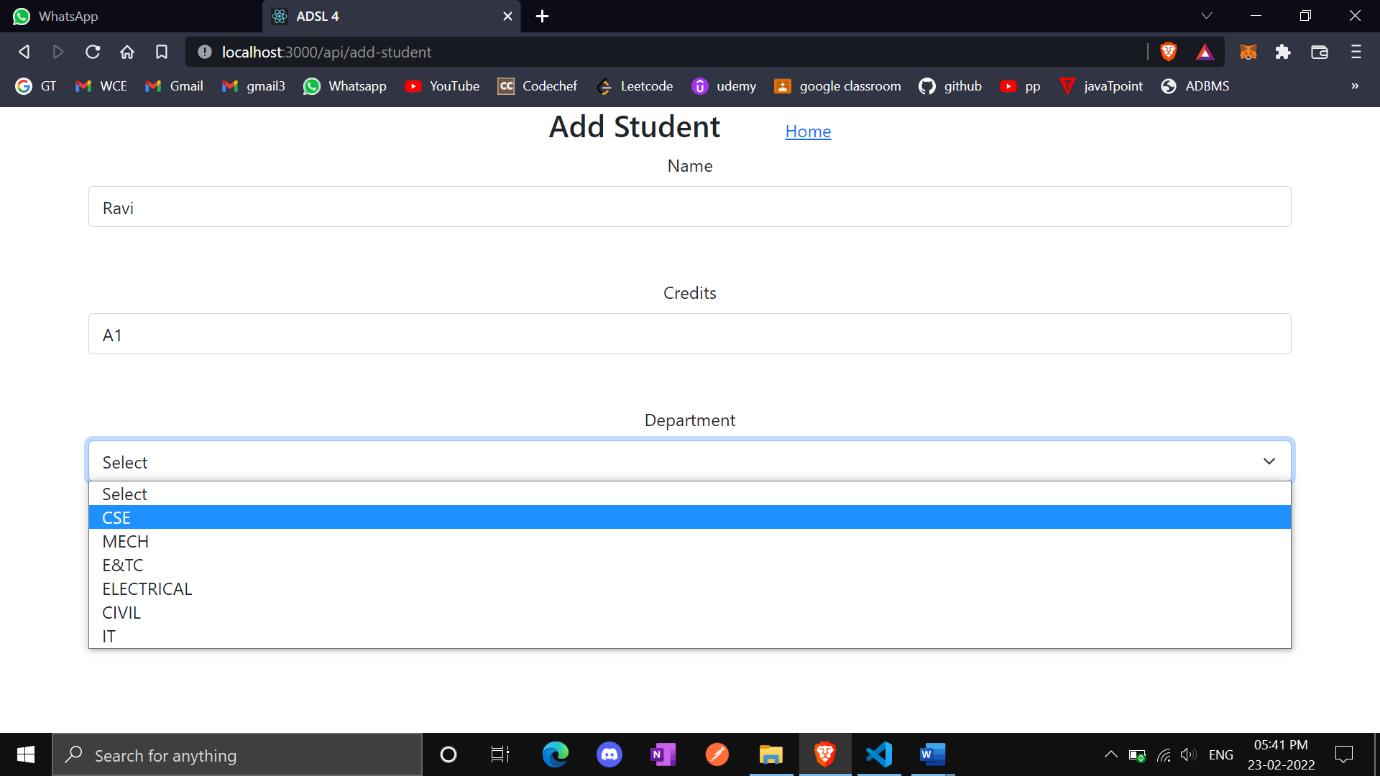 WhatsApp
ADSL 4
localhost:3000/api/add-student
GT WCE Gmail gmail3 Whatsapp YouTube CC Codechef Leetcode udemy google classroom github pp javaTpoint ADBMS »
Add Student Home
Name
Ravi
Credits
A1
Department
Select
Select
CSE
MECH
E&TC
ELECTRICAL
CIVIL
IT
Search for anything
ENG
05:41 PM
23-02-2022